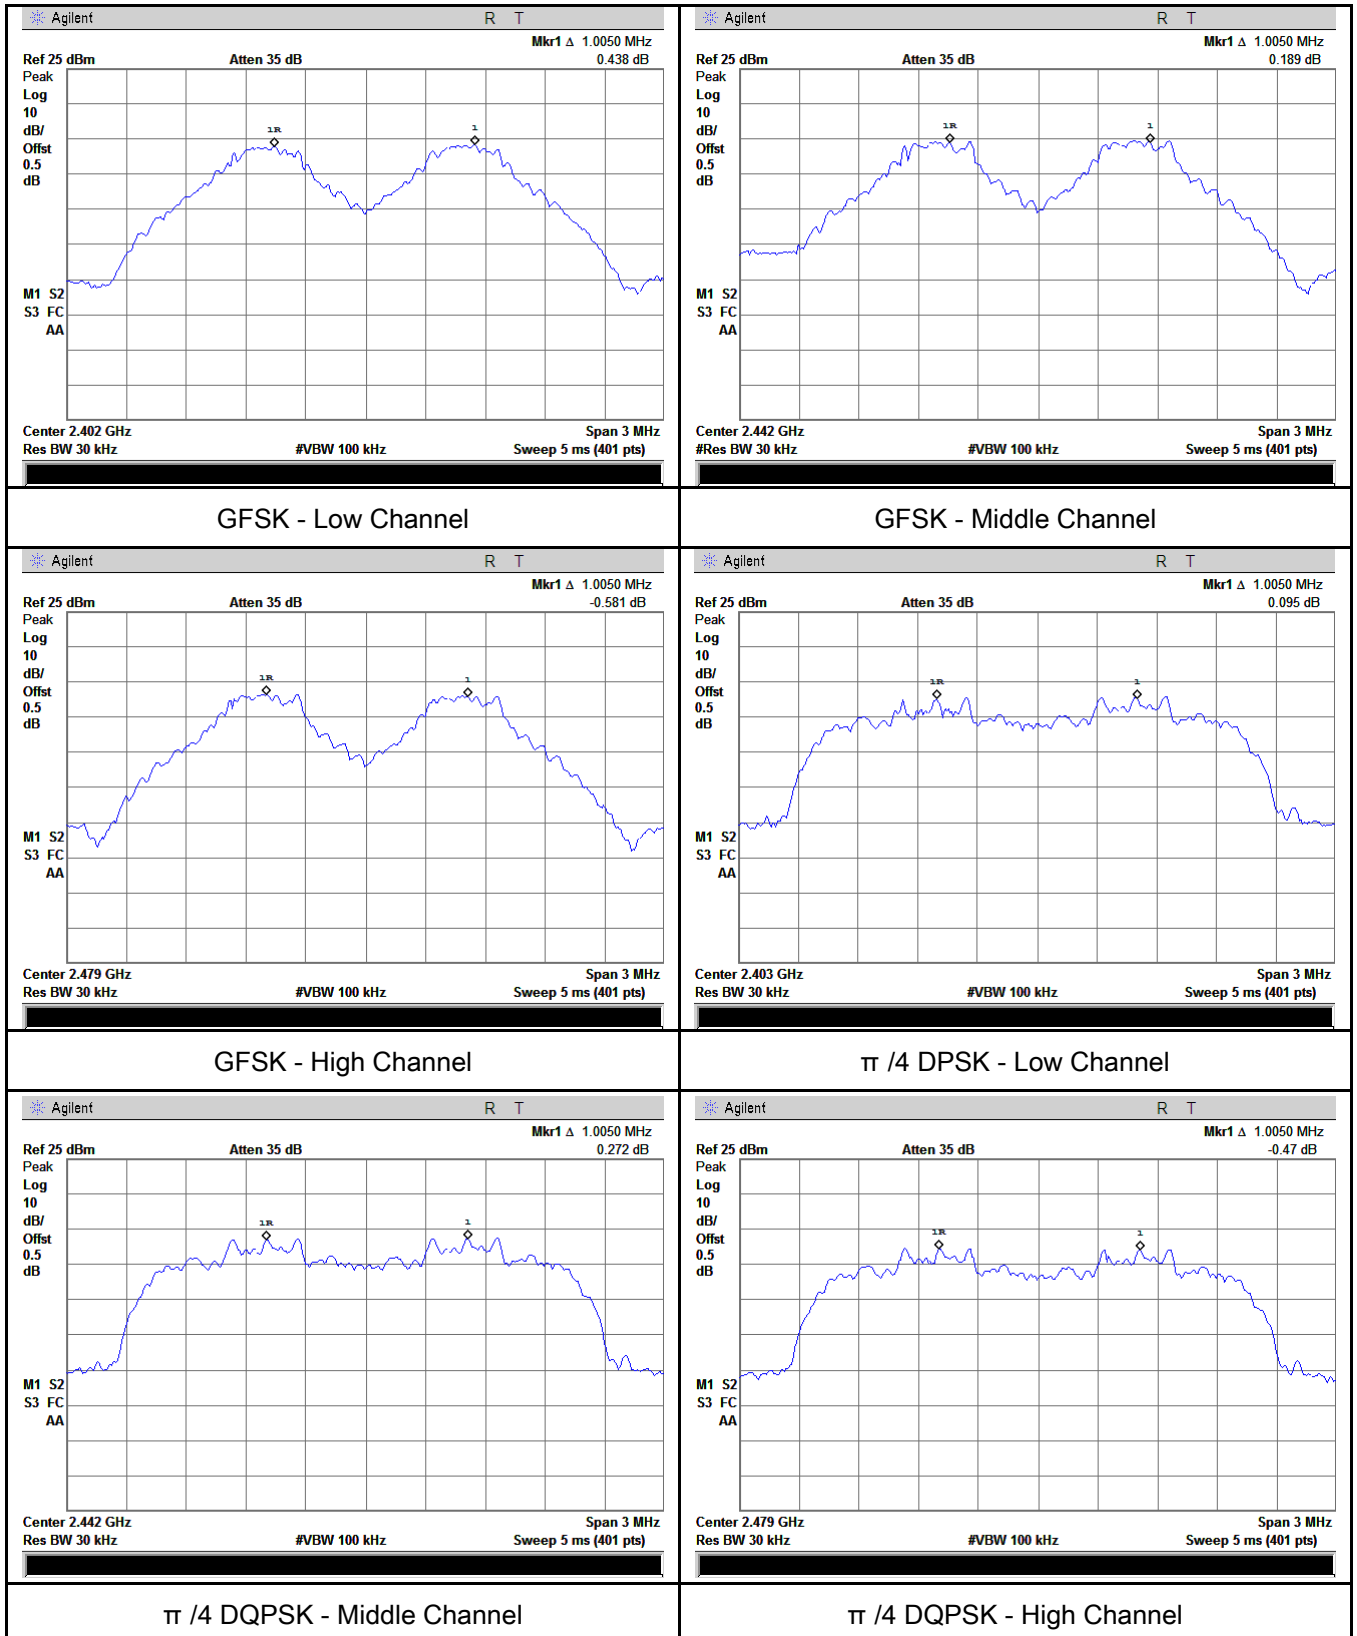 Agilent R T
Mkr1 Δ 1.0050 MHz
Ref 25 dBm Atten 35 dB 0.438 dB
Peak
Log
10
dB/
Offst
0.5
dB
1R 1
M1 S2
S3 FC
AA
Center 2.402 GHz Span 3 MHz
Res BW 30 kHz #VBW 100 kHz Sweep 5 ms (401 pts)
GFSK - Low Channel
Agilent R T
Mkr1 Δ 1.0050 MHz
Ref 25 dBm Atten 35 dB 0.189 dB
Peak
Log
10
dB/
Offst
0.5
dB
1R 1
M1 S2
S3 FC
AA
Center 2.442 GHz Span 3 MHz
#Res BW 30 kHz #VBW 100 kHz Sweep 5 ms (401 pts)
GFSK - Middle Channel
Agilent R T
Mkr1 Δ 1.0050 MHz
Ref 25 dBm Atten 35 dB -0.581 dB
Peak
Log
10
dB/
Offst
0.5
dB
1R 1
M1 S2
S3 FC
AA
Center 2.479 GHz Span 3 MHz
Res BW 30 kHz #VBW 100 kHz Sweep 5 ms (401 pts)
GFSK - High Channel
Agilent R T
Mkr1 Δ 1.0050 MHz
Ref 25 dBm Atten 35 dB 0.095 dB
Peak
Log
10
dB/
Offst
0.5
dB
1R 1
M1 S2
S3 FC
AA
Center 2.403 GHz Span 3 MHz
Res BW 30 kHz #VBW 100 kHz Sweep 5 ms (401 pts)
π /4 DPSK - Low Channel
Agilent R T
Mkr1 Δ 1.0050 MHz
Ref 25 dBm Atten 35 dB 0.272 dB
Peak
Log
10
dB/
Offst
0.5
dB
1R 1
M1 S2
S3 FC
AA
Center 2.442 GHz Span 3 MHz
Res BW 30 kHz #VBW 100 kHz Sweep 5 ms (401 pts)
π /4 DQPSK - Middle Channel
Agilent R T
Mkr1 Δ 1.0050 MHz
Ref 25 dBm Atten 35 dB -0.47 dB
Peak
Log
10
dB/
Offst
0.5
dB
1R 1
M1 S2
S3 FC
AA
Center 2.479 GHz Span 3 MHz
Res BW 30 kHz #VBW 100 kHz Sweep 5 ms (401 pts)
π /4 DQPSK - High Channel